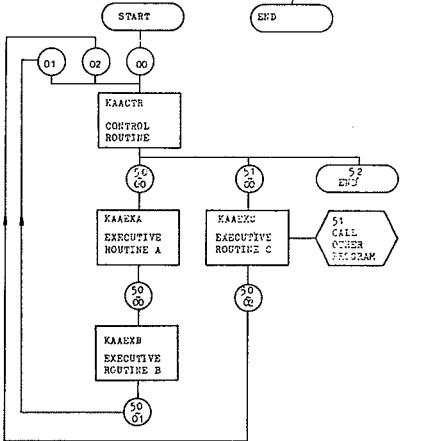 START
END
01
02
00
KAACTR
CONTROL
ROUTINE
50
00
51
00
52
END
KAAEXA
EXECUTIVE
ROUTINE A
KAAEXC
EXECUTIVE
ROUTINE C
51
CALL
OTHER
PROGRAM
50
00
50
02
KAAEXB
EXECUTIVE
ROUTINE B
50
01